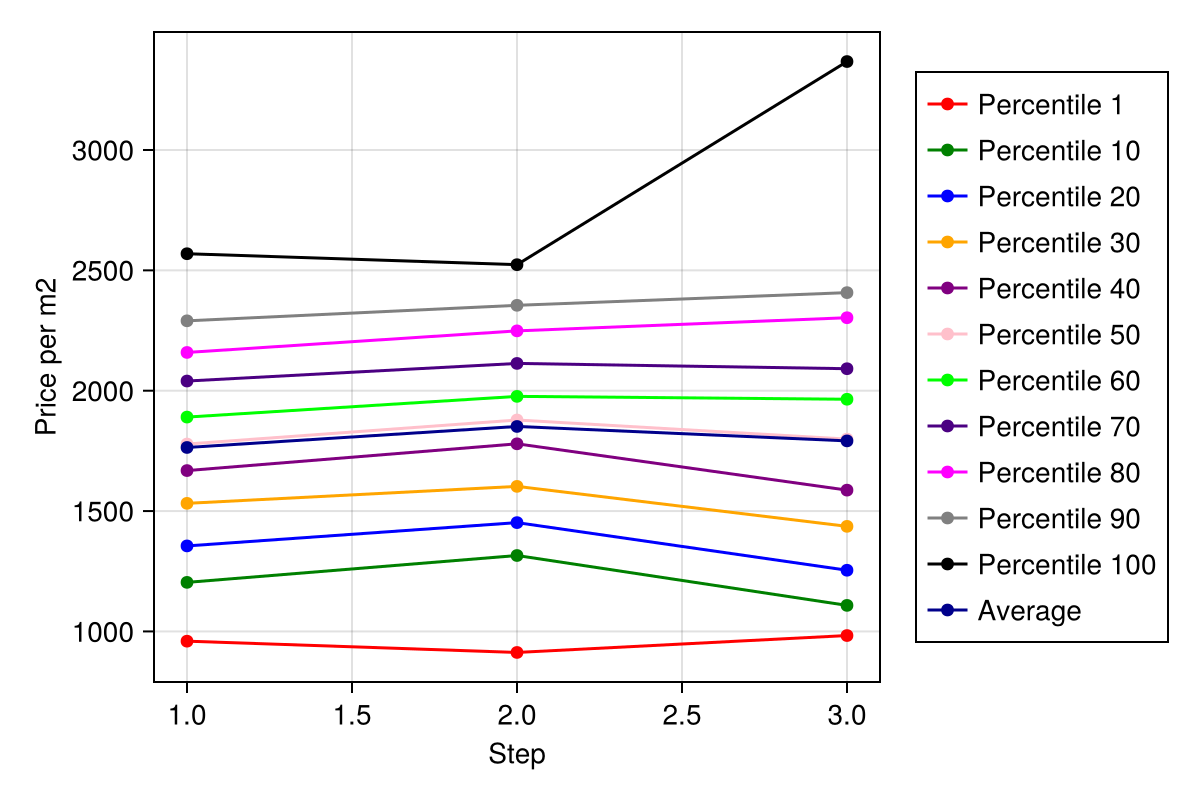 Price per m2
3000
2500
2000
1500
1000
1.0 1.5 2.0 2.5 3.0
Step
Percentile 1
Percentile 10
Percentile 20
Percentile 30
Percentile 40
Percentile 50
Percentile 60
Percentile 70
Percentile 80
Percentile 90
Percentile 100
Average